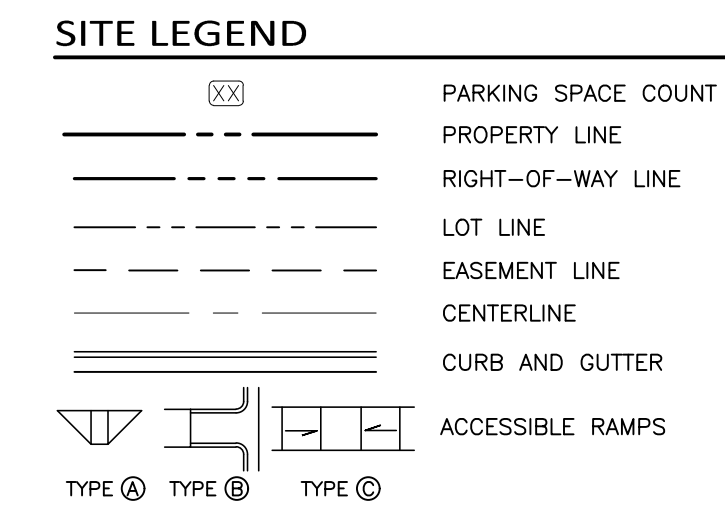 SITE LEGEND
XX PARKING SPACE COUNT
PROPERTY LINE
RIGHT-OF-WAY LINE
LOT LINE
EASEMENT LINE
CENTERLINE
CURB AND GUTTER
ACCESSIBLE RAMPS
TYPE A TYPE B TYPE C